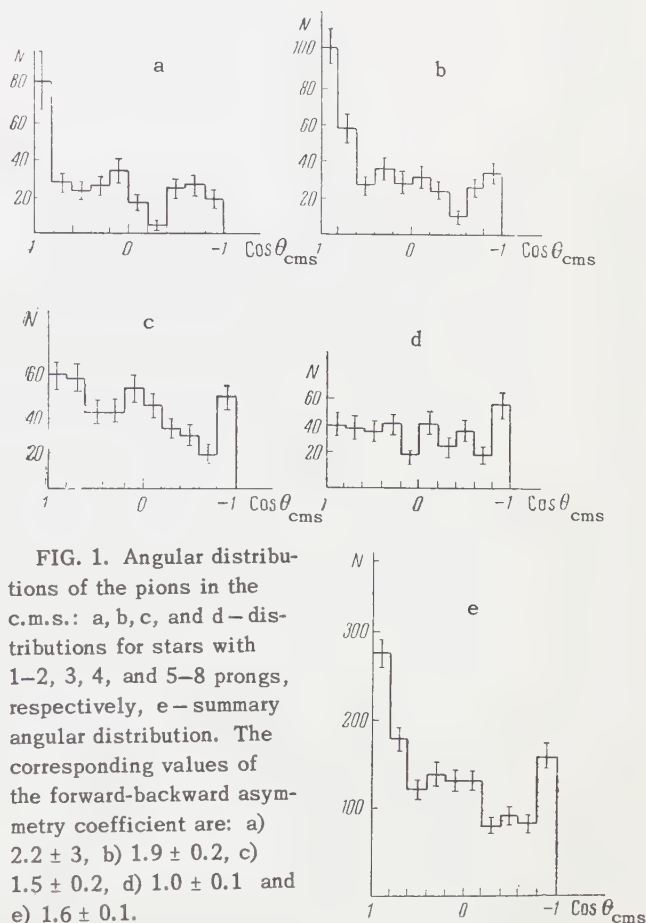 N
80
60
40
20
a
1
0
-1
Cos θcms
N
100
80
60
40
20
b
1
0
-1
Cos θcms
N
60
40
20
c
1
0
-1
Cos θcms
N
60
40
20
d
1
0
-1
Cos θcms
FIG. 1. Angular distribu-
tions of the pions in the
c.m.s.: a, b, c, and d – dis-
tributions for stars with
1–2, 3, 4, and 5–8 prongs,
respectively, e – summary
angular distribution. The
corresponding values of
the forward-backward asym-
metry coefficient are: a)
2.2 ± 3, b) 1.9 ± 0.2, c)
1.5 ± 0.2, d) 1.0 ± 0.1 and
e) 1.6 ± 0.1.
N
300
200
100
e
1
0
-1
Cos θcms